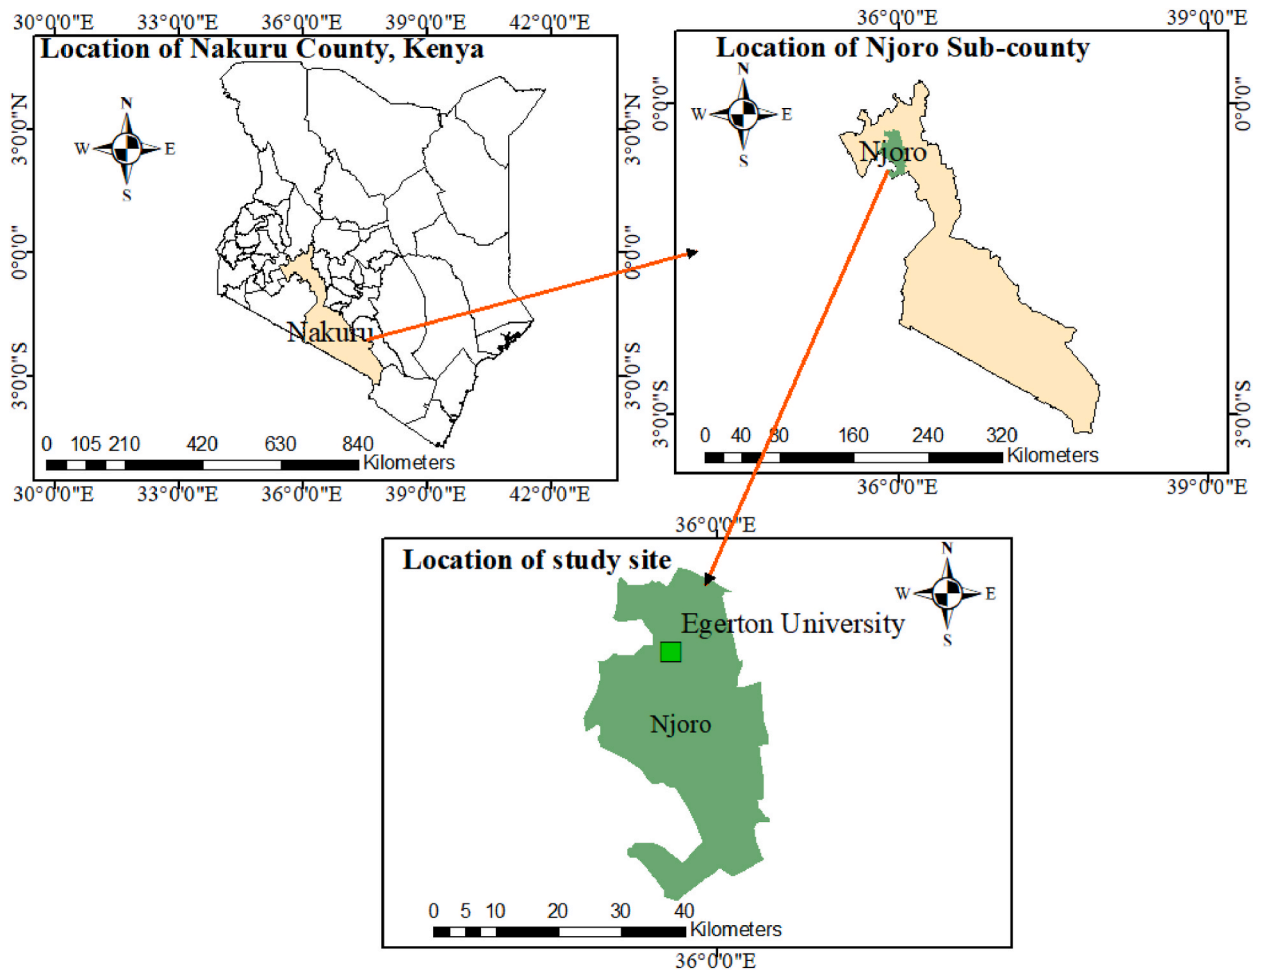 30°0'0"E 33°0'0"E 36°0'0"E 39°0'0"E 42°0'0"E
Location of Nakuru County, Kenya
N
W E
S
3°0'0"N 3°0'0"N
0°0'0" 0°0'0"
Nakuru
3°0'0"S 3°0'0"S
0 105 210 420 630 840
Kilometers
30°0'0"E 33°0'0"E 36°0'0"E 39°0'0"E 42°0'0"E
36°0'0"E 39°0'0"E
Location of Njoro Sub-county
N
W E
S
0°0'0" 0°0'0"
Njoro
3°0'0"S 3°0'0"S
0 40 80 160 240 320
Kilometers
36°0'0"E 39°0'0"E
36°0'0"E
Location of study site
N
W E
S
Egerton University
Njoro
0 5 10 20 30 40
Kilometers
36°0'0"E